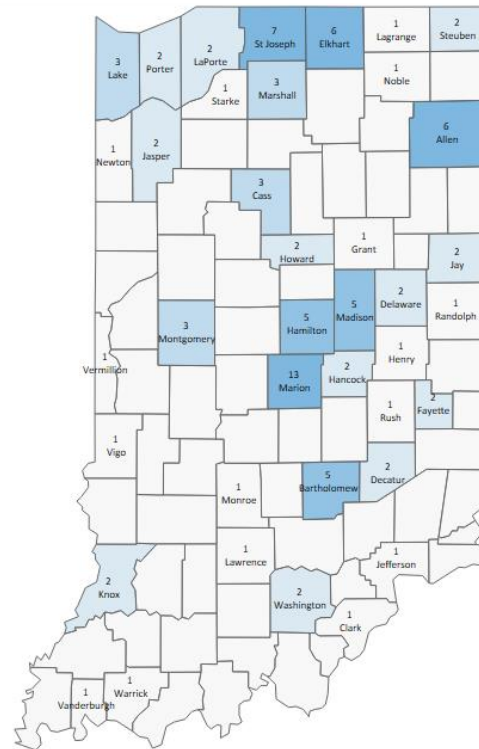 7
St Joseph
6
Elkhart
1
Lagrange
2
Steuben
3
Lake
2
Porter
2
LaPorte
1
Starke
3
Marshall
1
Noble
6
Allen
1
Newton
2
Jasper
3
Cass
1
Grant
2
Howard
2
Jay
3
Montgomery
5
Hamilton
5
Madison
2
Delaware
1
Randolph
1
Vermillion
13
Marion
2
Hancock
1
Henry
1
Rush
2
Fayette
1
Vigo
1
Monroe
5
Bartholomew
2
Decatur
1
Lawrence
1
Jefferson
2
Knox
2
Washington
1
Clark
1
Vanderburgh
1
Warrick